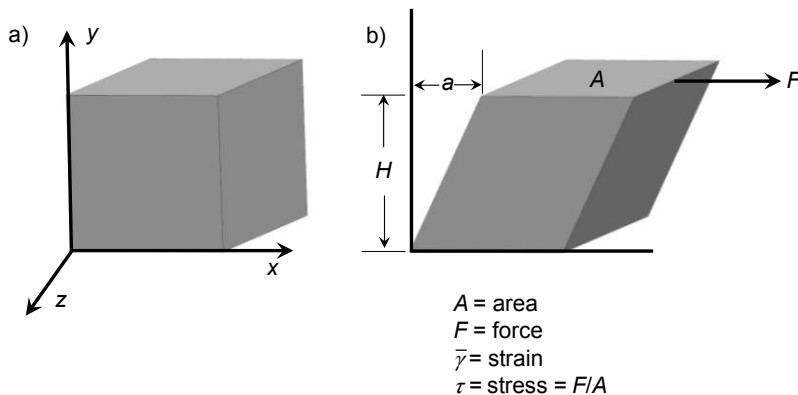 a)
y
x
z
b)
a
A
F
H
A = area
F = force
γ̅ = strain
τ = stress = F/A